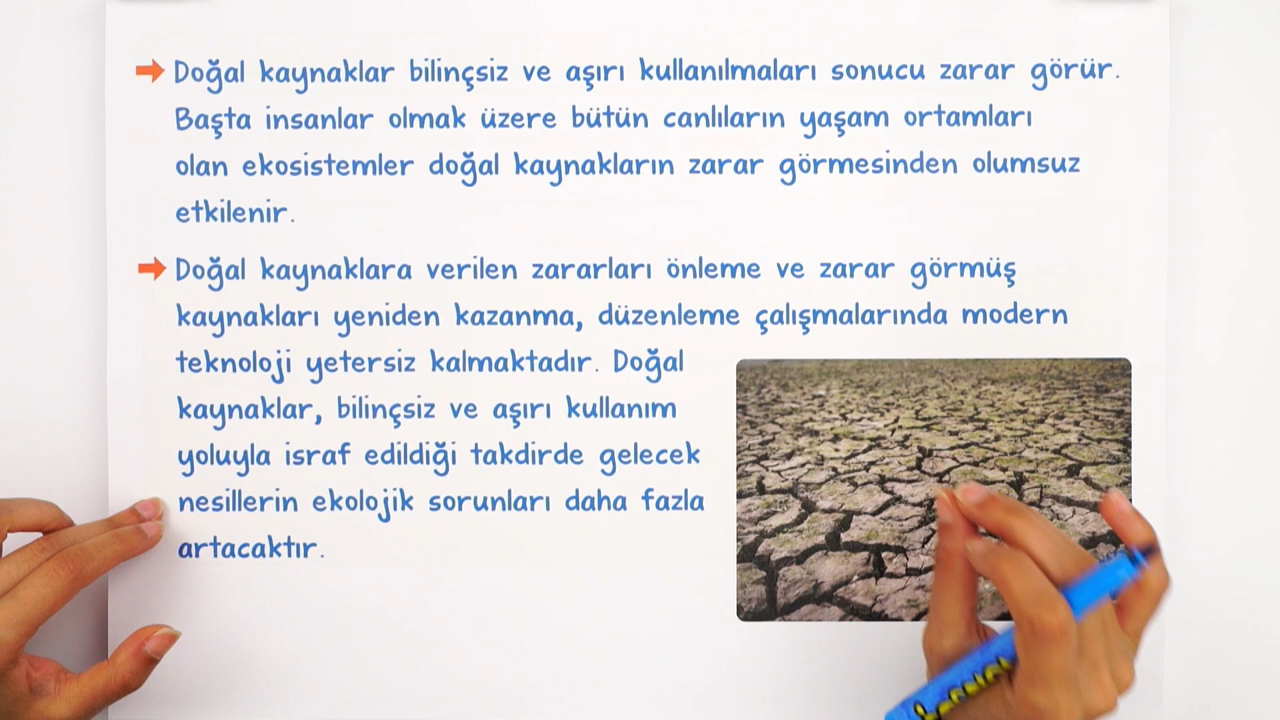 Doğal kaynaklar bilinçsiz ve aşırı kullanılmaları sonucu zarar görür.
Başta insanlar olmak üzere bütün canlıların yaşam ortamları
olan ekosistemler doğal kaynakların zarar görmesinden olumsuz
etkilenir.
Doğal kaynaklara verilen zararları önleme ve zarar görmüş
kaynakları yeniden kazanma, düzenleme çalışmalarında modern
teknoloji yetersiz kalmaktadır. Doğal
kaynaklar, bilinçsiz ve aşırı kullanım
yoluyla israf edildiği takdirde gelecek
nesillerin ekolojik sorunları daha fazla
artacaktır.